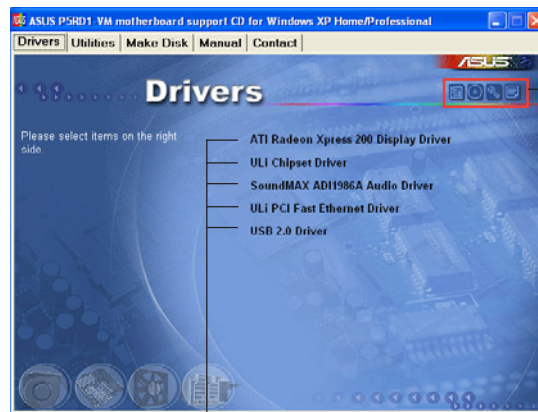 ASUS P5RD1-VM motherboard support CD for Windows XP Home/Professional
Drivers Utilities Make Disk Manual Contact
ASUS
Drivers
Please select items on the right
side.
ATI Radeon Xpress 200 Display Driver
ULI Chipset Driver
SoundMAX ADI1986A Audio Driver
ULi PCI Fast Ethernet Driver
USB 2.0 Driver